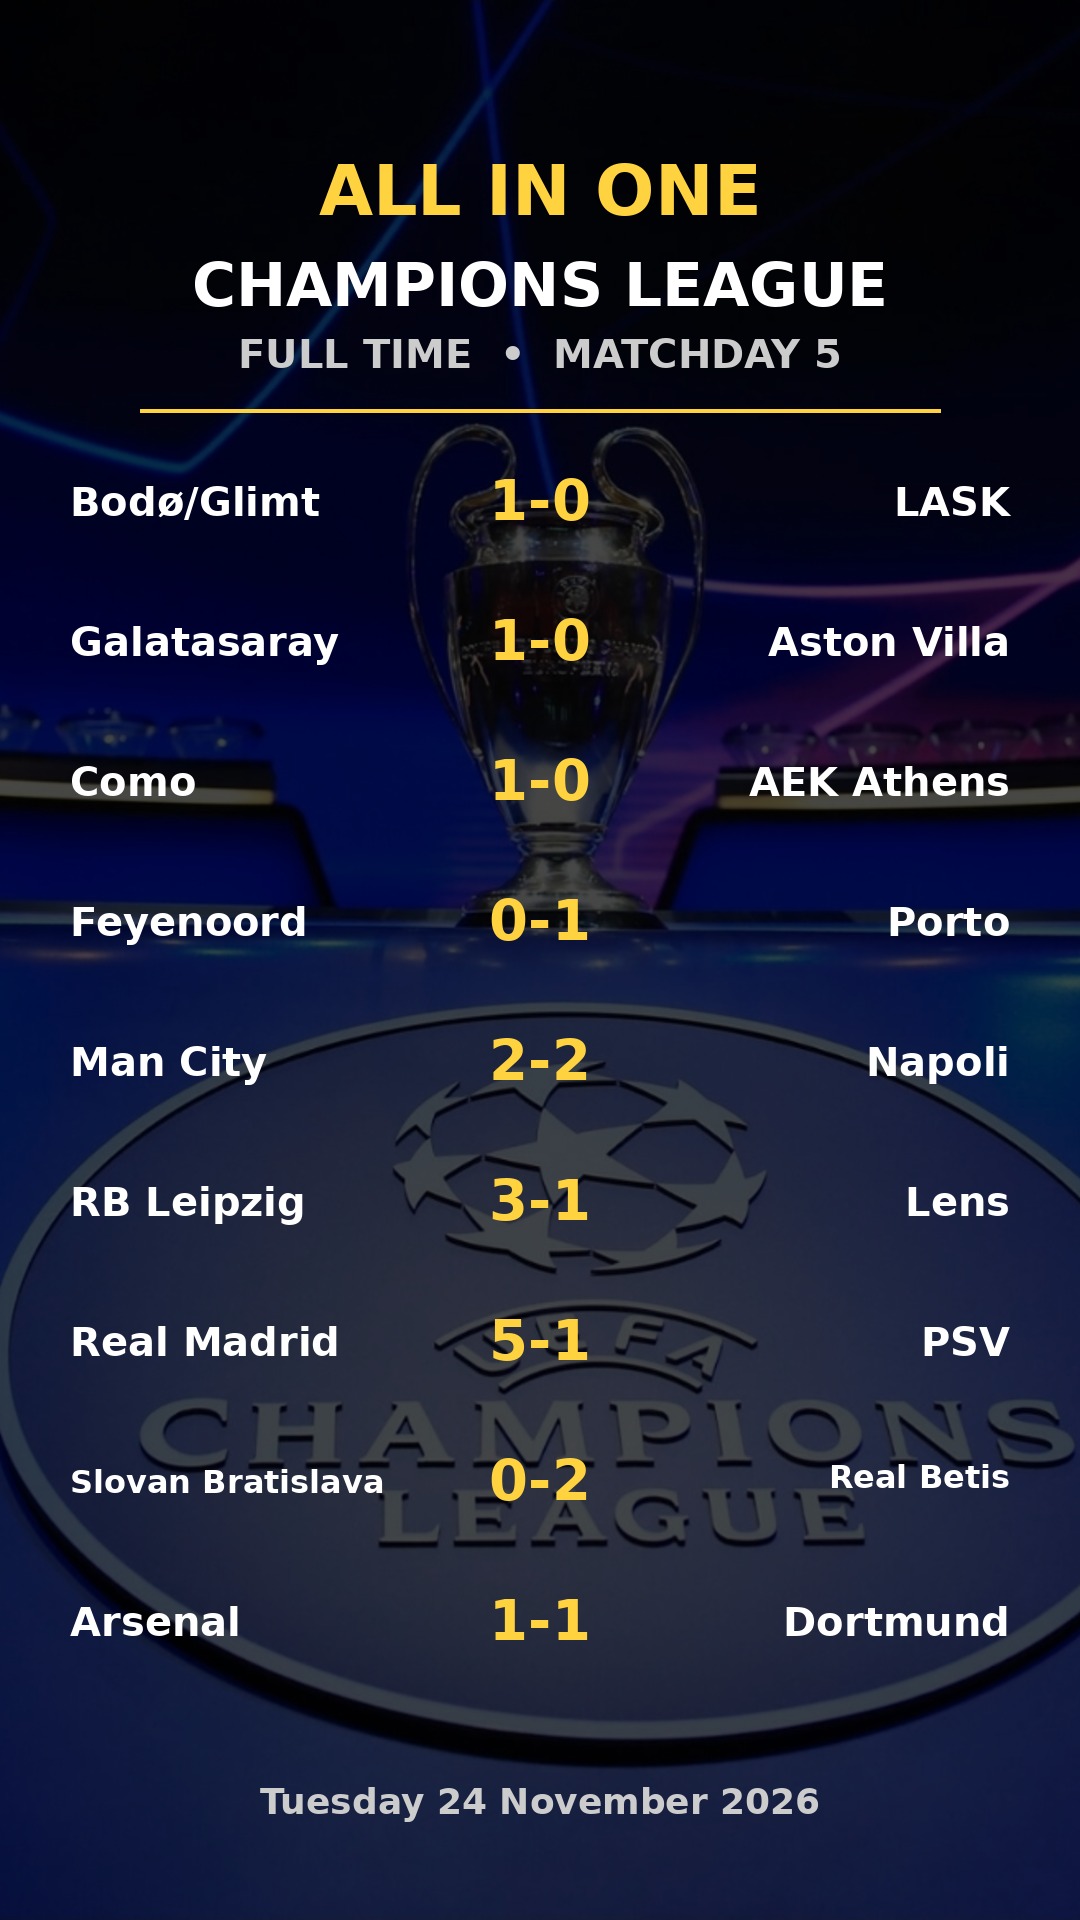 ALL IN ONE
CHAMPIONS LEAGUE
FULL TIME • MATCHDAY 5
Bodø/Glimt 1-0 LASK
Galatasaray 1-0 Aston Villa
Como 1-0 AEK Athens
Feyenoord 0-1 Porto
Man City 2-2 Napoli
RB Leipzig 3-1 Lens
Real Madrid 5-1 PSV
Slovan Bratislava 0-2 Real Betis
Arsenal 1-1 Dortmund
UEFA
CHAMPIONS
LEAGUE
Tuesday 24 November 2026